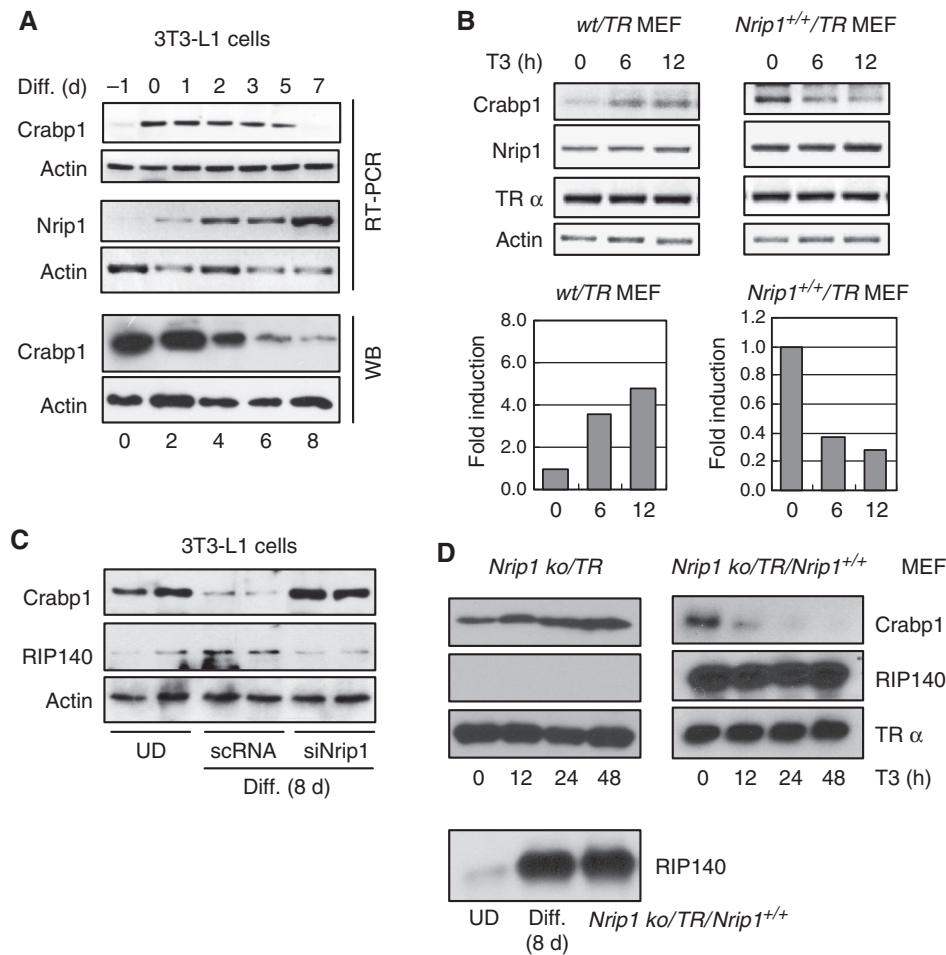 A
3T3-L1 cells
Diff. (d) –1 0 1 2 3 5 7
Crabp1
Actin
Nrip1
Actin
RT-PCR
Crabp1
Actin
WB
0 2 4 6 8
B
wt/TR MEF Nrip1+/+/TR MEF
T3 (h) 0 6 12 0 6 12
Crabp1
Nrip1
TR α
Actin
wt/TR MEF
Fold induction
8.0
6.0
4.0
2.0
0.0
0 6 12
Nrip1+/+/TR MEF
Fold induction
1.2
1.0
0.8
0.6
0.4
0.2
0.0
0 6 12
C
3T3-L1 cells
Crabp1
RIP140
Actin
UD scRNA siNrip1
Diff. (8 d)
D
Nrip1 ko/TR Nrip1 ko/TR/Nrip1+/+ MEF
Crabp1
RIP140
TR α
0 12 24 48 0 12 24 48 T3 (h)
RIP140
UD Diff. Nrip1 ko/TR/Nrip1+/+
(8 d)